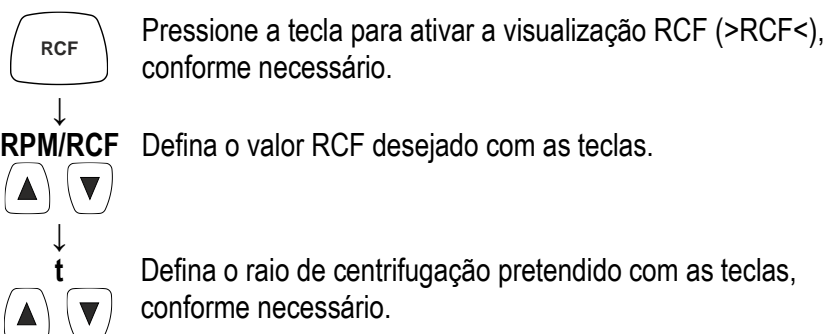 RCF
Pressione a tecla para ativar a visualização RCF (>RCF<),
conforme necessário.
↓
RPM/RCF Defina o valor RCF desejado com as teclas.
▲ ▼
↓
t Defina o raio de centrifugação pretendido com as teclas,
▲ ▼ conforme necessário.